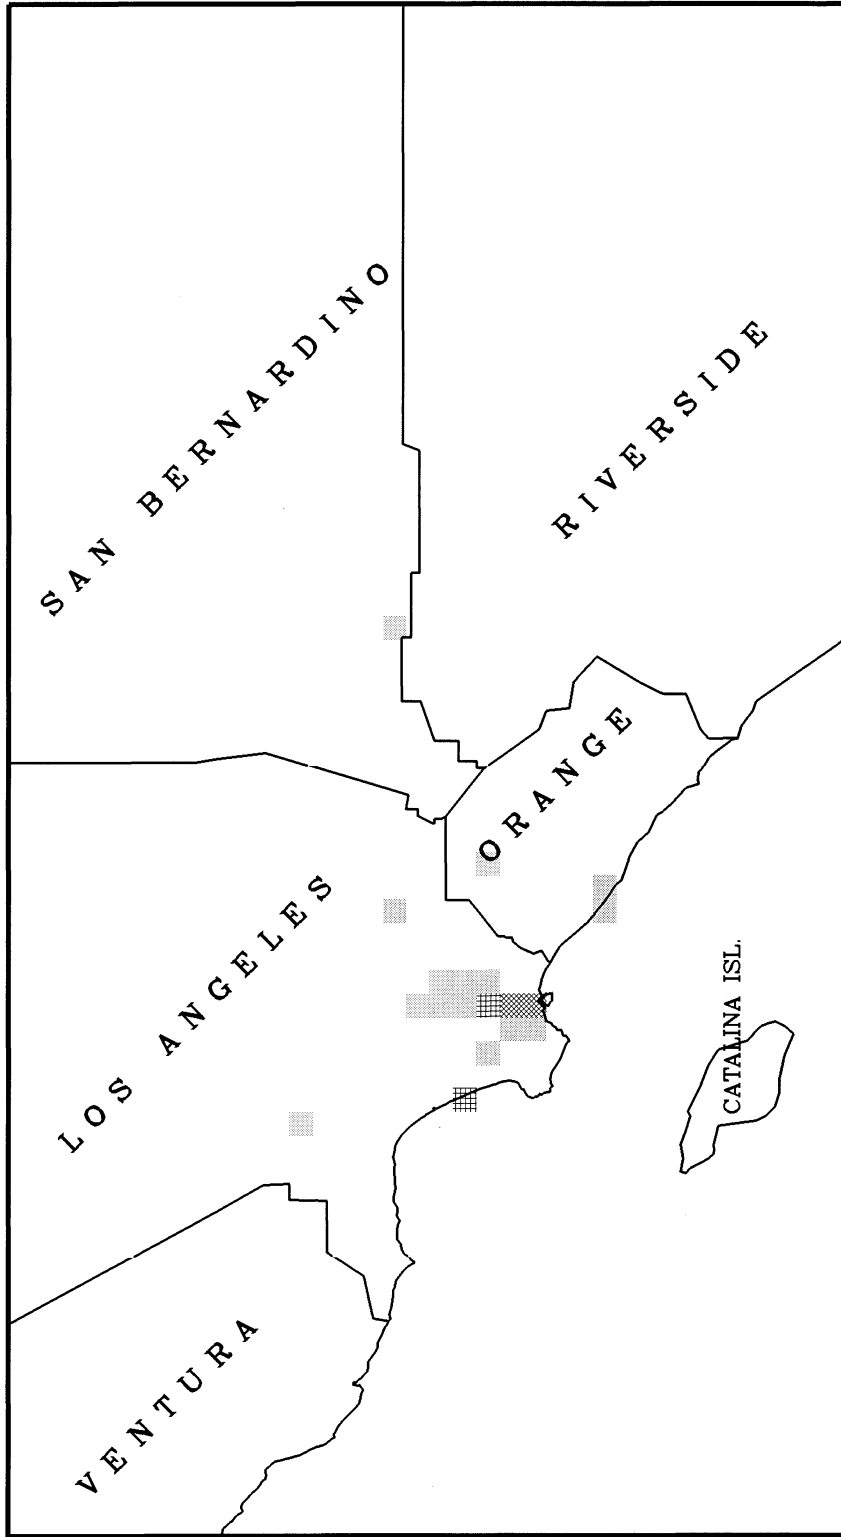 SAN BERNARDINO
RIVERSIDE
ORANGE
LOS ANGELES
CATALINA ISL.
VENTURA